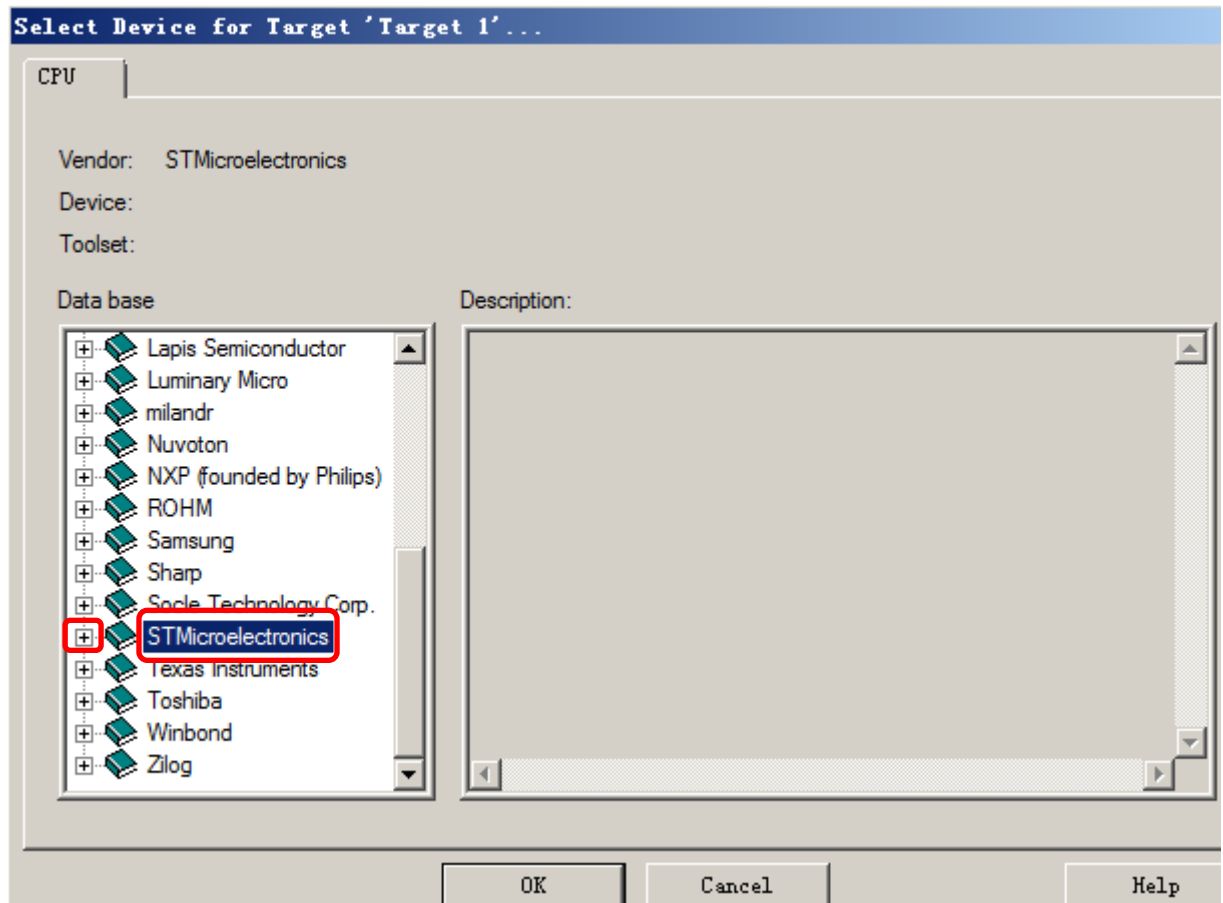 Select Device for Target 'Target 1'...
CPU
Vendor: STMicroelectronics
Device:
Toolset:
Data base
Description:
Lapis Semiconductor
Luminary Micro
milandr
Nuvoton
NXP (founded by Philips)
ROHM
Samsung
Sharp
Socle Technology Corp.
STMicroelectronics
Texas Instruments
Toshiba
Winbond
Zilog
OK Cancel Help